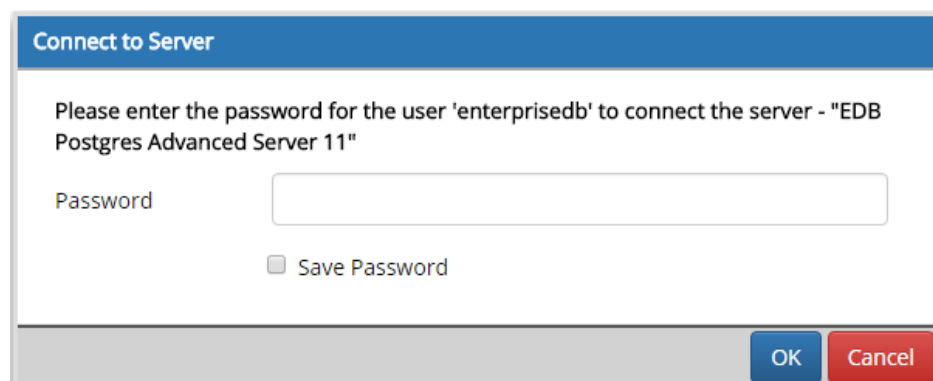 Connect to Server
Please enter the password for the user 'enterprisedb' to connect the server - "EDB
Postgres Advanced Server 11"
Password
Save Password
OK Cancel